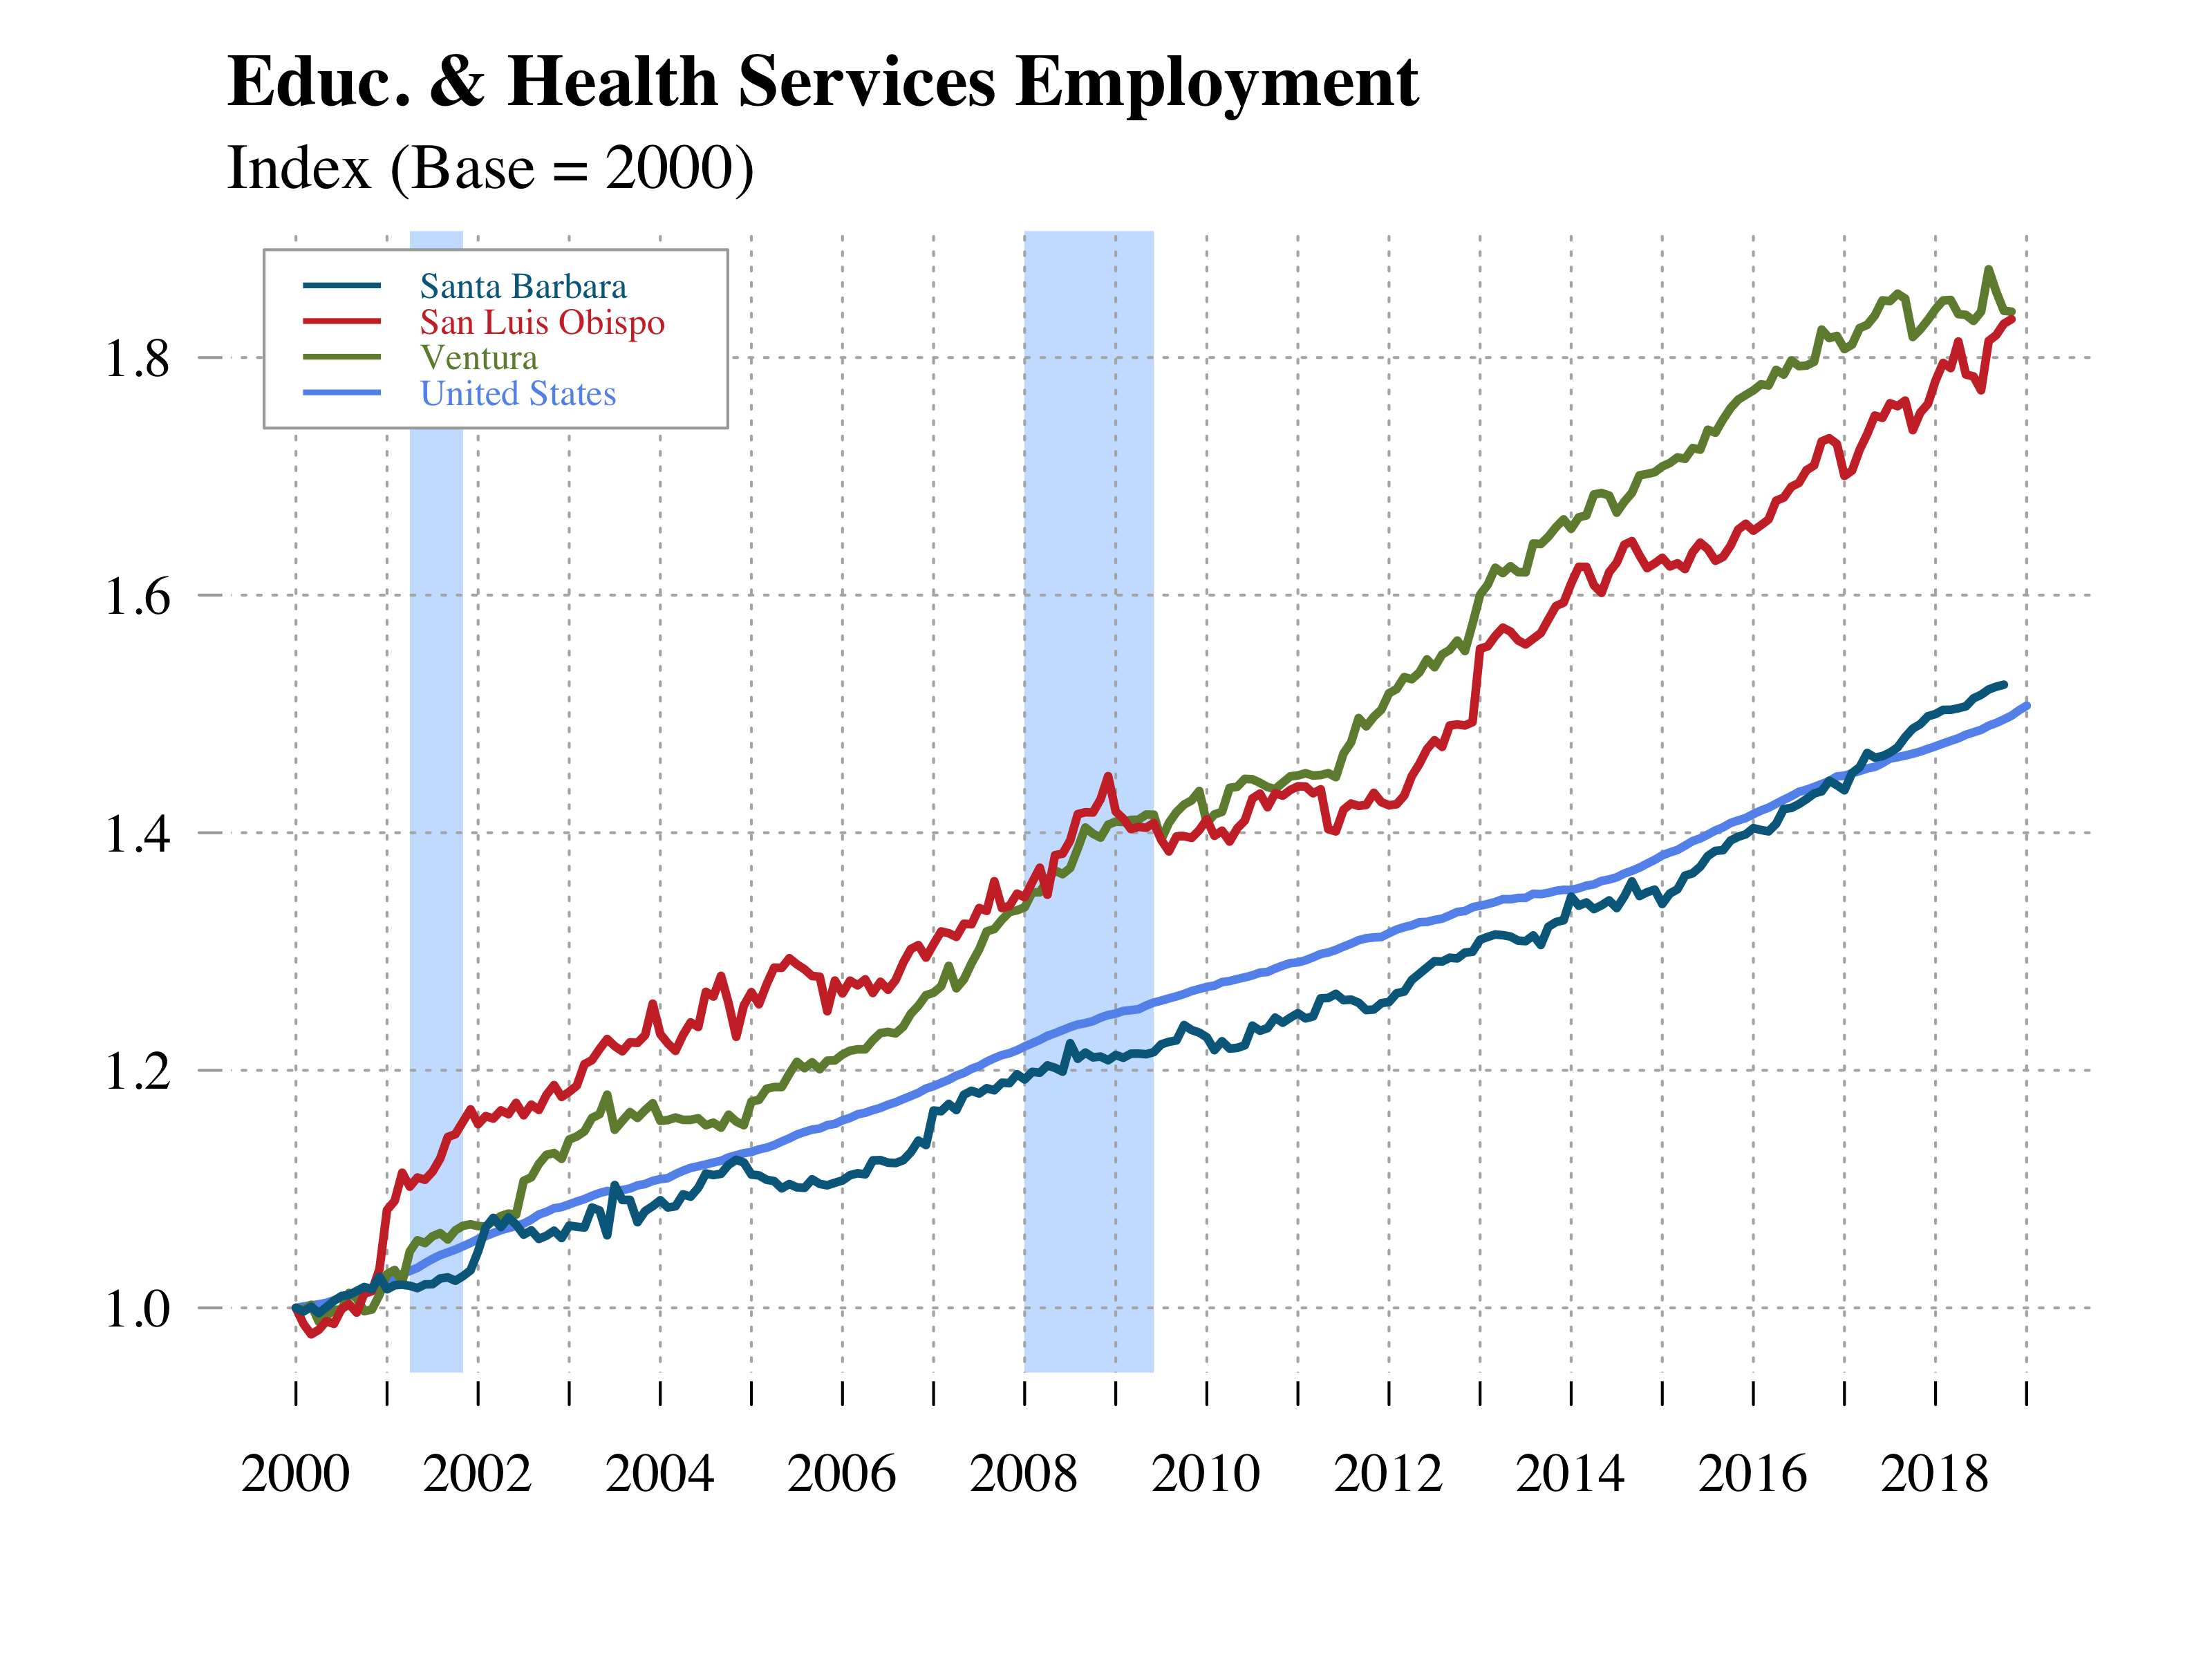 Educ. & Health Services Employment
Index (Base = 2000)
Santa Barbara
San Luis Obispo
Ventura
United States
1.8
1.6
1.4
1.2
1.0
2000 2002 2004 2006 2008 2010 2012 2014 2016 2018